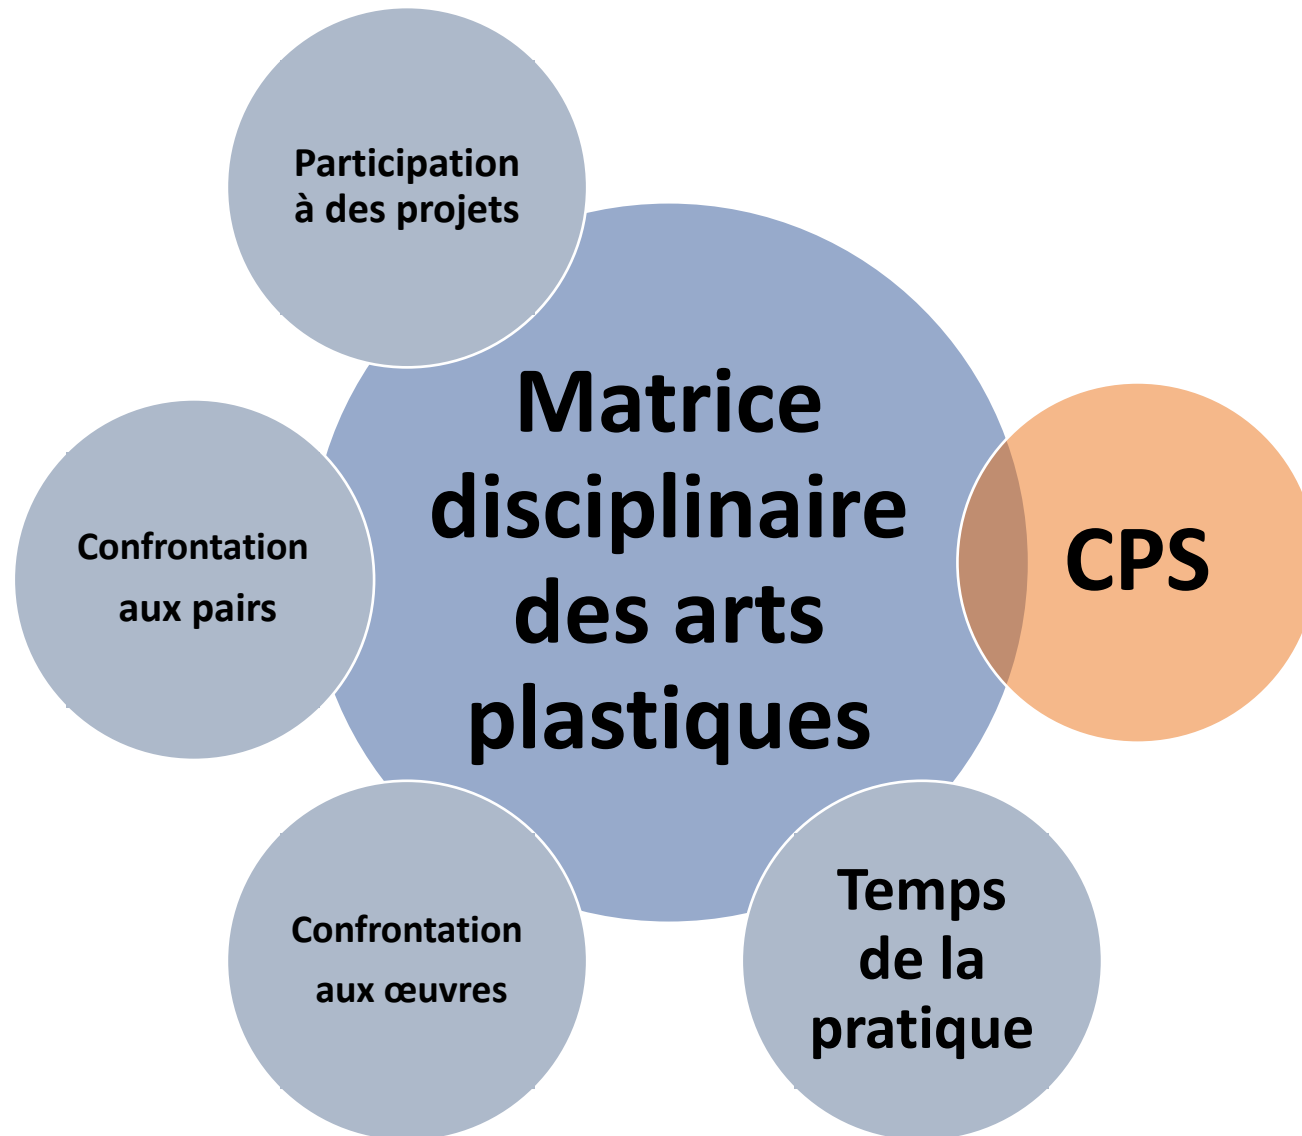 Participation
à des projets
Matrice
disciplinaire
des arts
plastiques
CPS
Confrontation
aux pairs
Confrontation
aux œuvres
Temps
de la
pratique